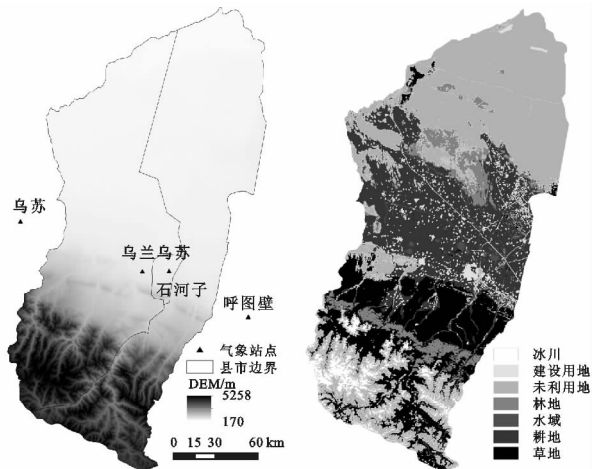 乌苏
乌兰乌苏
石河子
呼图壁
气象站点
县市边界
DEM/m
5258
170
0 15 30 60 km
冰川
建设用地
未利用地
林地
水域
耕地
草地